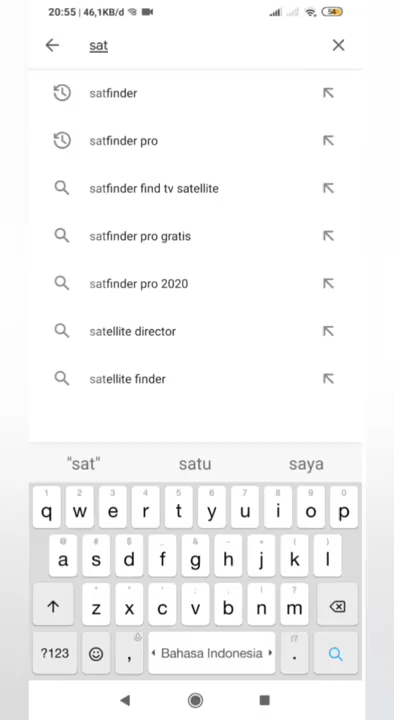 20:55 | 46,1KB/d
54
sat
satfinder
satfinder pro
satfinder find tv satellite
satfinder pro gratis
satfinder pro 2020
satellite director
satellite finder
"sat" satu saya
1 2 3 4 5 6 7 8 9 0
q w e r t y u i o p
@ # $ _ & - + ( )
a s d f g h j k l
z x c v b n m
?123 , Bahasa Indonesia .